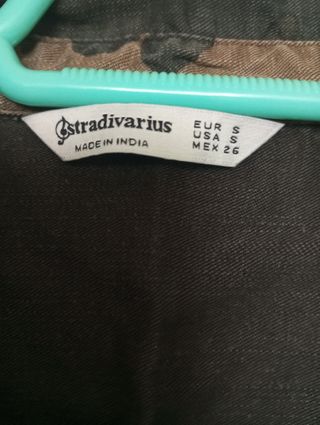 stradivarius
MADE IN INDIA
EUR S
USA S
MEX 26